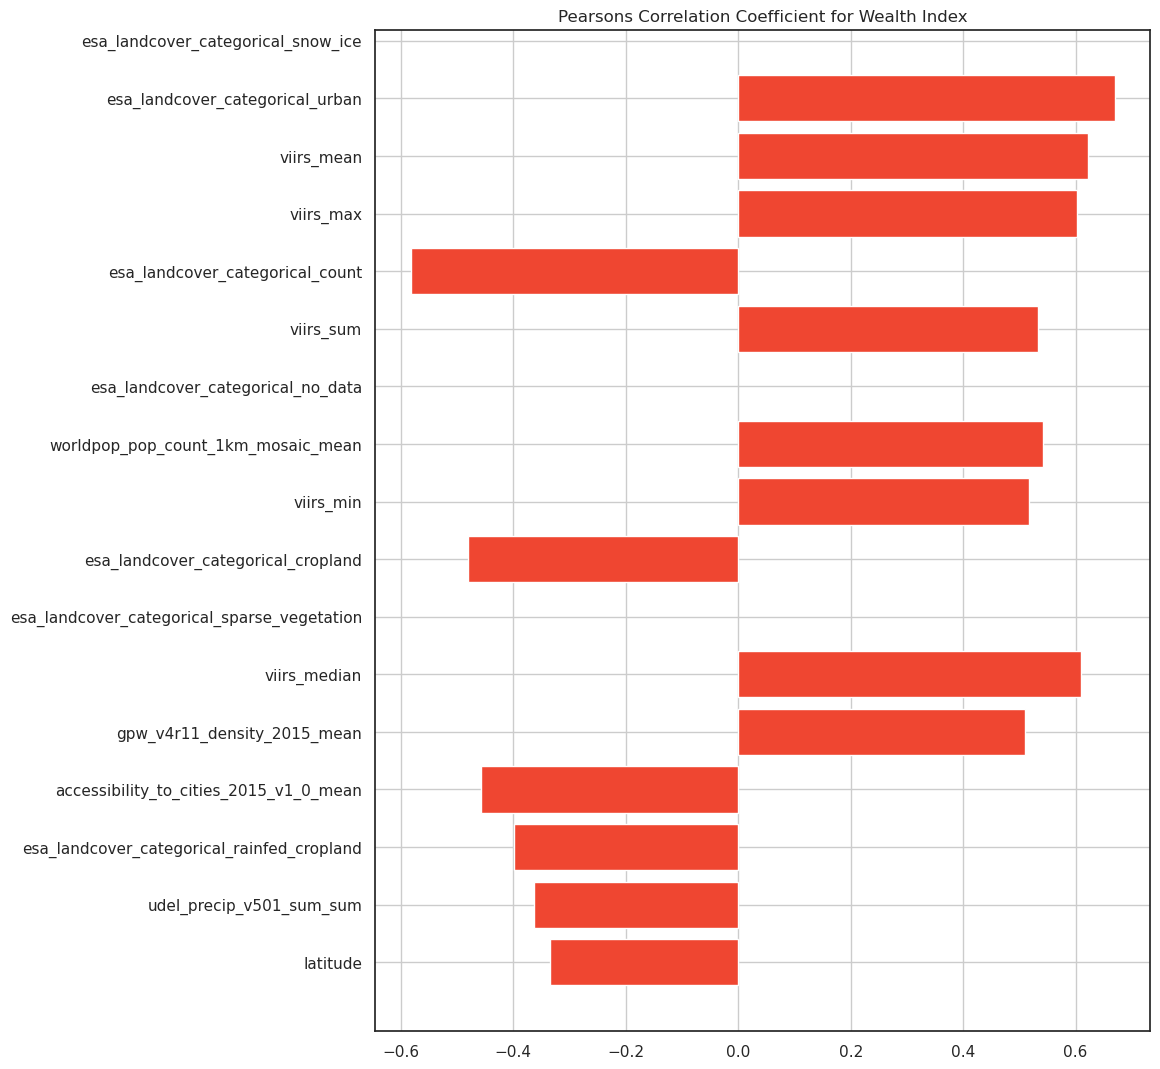 Pearsons Correlation Coefficient for Wealth Index
esa_landcover_categorical_snow_ice
esa_landcover_categorical_urban
viirs_mean
viirs_max
esa_landcover_categorical_count
viirs_sum
esa_landcover_categorical_no_data
worldpop_pop_count_1km_mosaic_mean
viirs_min
esa_landcover_categorical_cropland
esa_landcover_categorical_sparse_vegetation
viirs_median
gpw_v4r11_density_2015_mean
accessibility_to_cities_2015_v1_0_mean
esa_landcover_categorical_rainfed_cropland
udel_precip_v501_sum_sum
latitude
−0.6 −0.4 −0.2 0.0 0.2 0.4 0.6